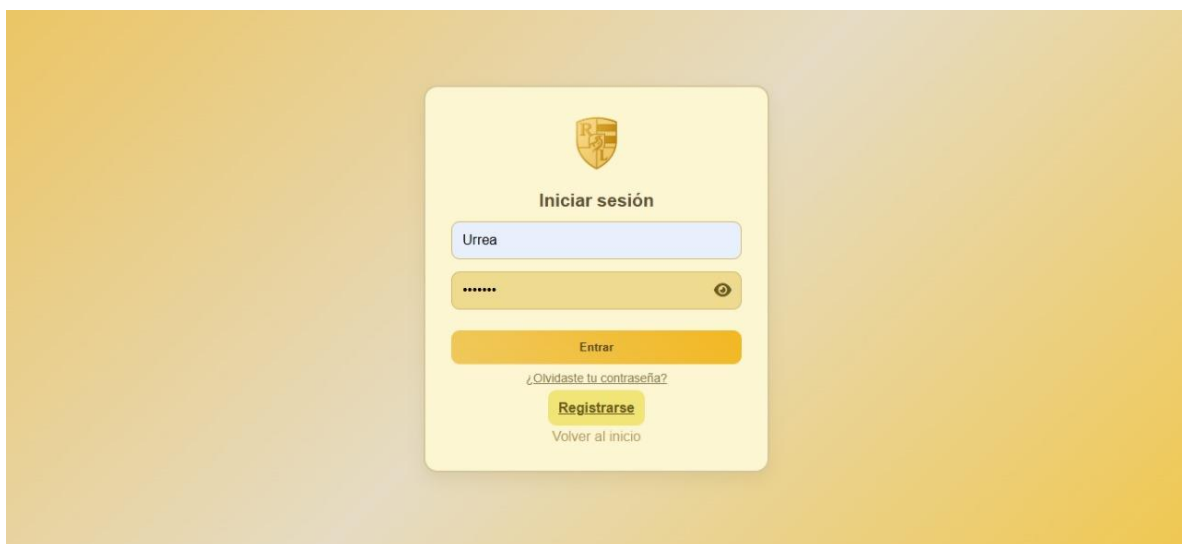 R
L
Iniciar sesión
Urrea
•••••••
Entrar
¿Olvidaste tu contraseña?
Registrarse
Volver al inicio